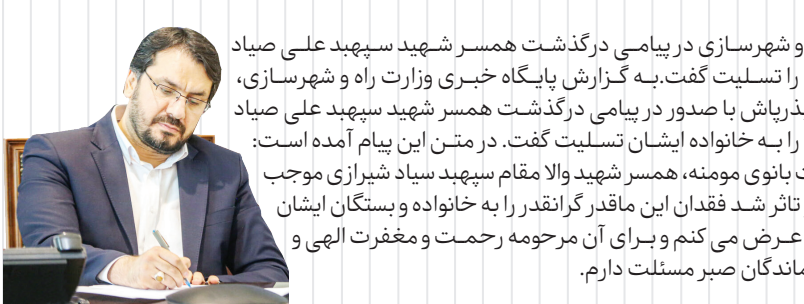 و شهرسازی در پیامی درگذشت همسر شهید سپهبد علی صیاد
را تسلیت گفت.به گزارش پایگاه خبری وزارت راه و شهرسازی،
ذرپاش با صدور در پیامی درگذشت همسر شهید سپهبد علی صیاد
را به خانواده ایشان تسلیت گفت. در متن این پیام آمده است:
بانوی مومنه، همسر شهید والا مقام سپهبد سیاد شیرازی موجب
تاثر شد فقدان این ماقدر گرانقدر را به خانواده و بستگان ایشان
عرض می کنم و برای آن مرحومه رحمت و مغفرت الهی و
ماندگان صبر مسئلت دارم.